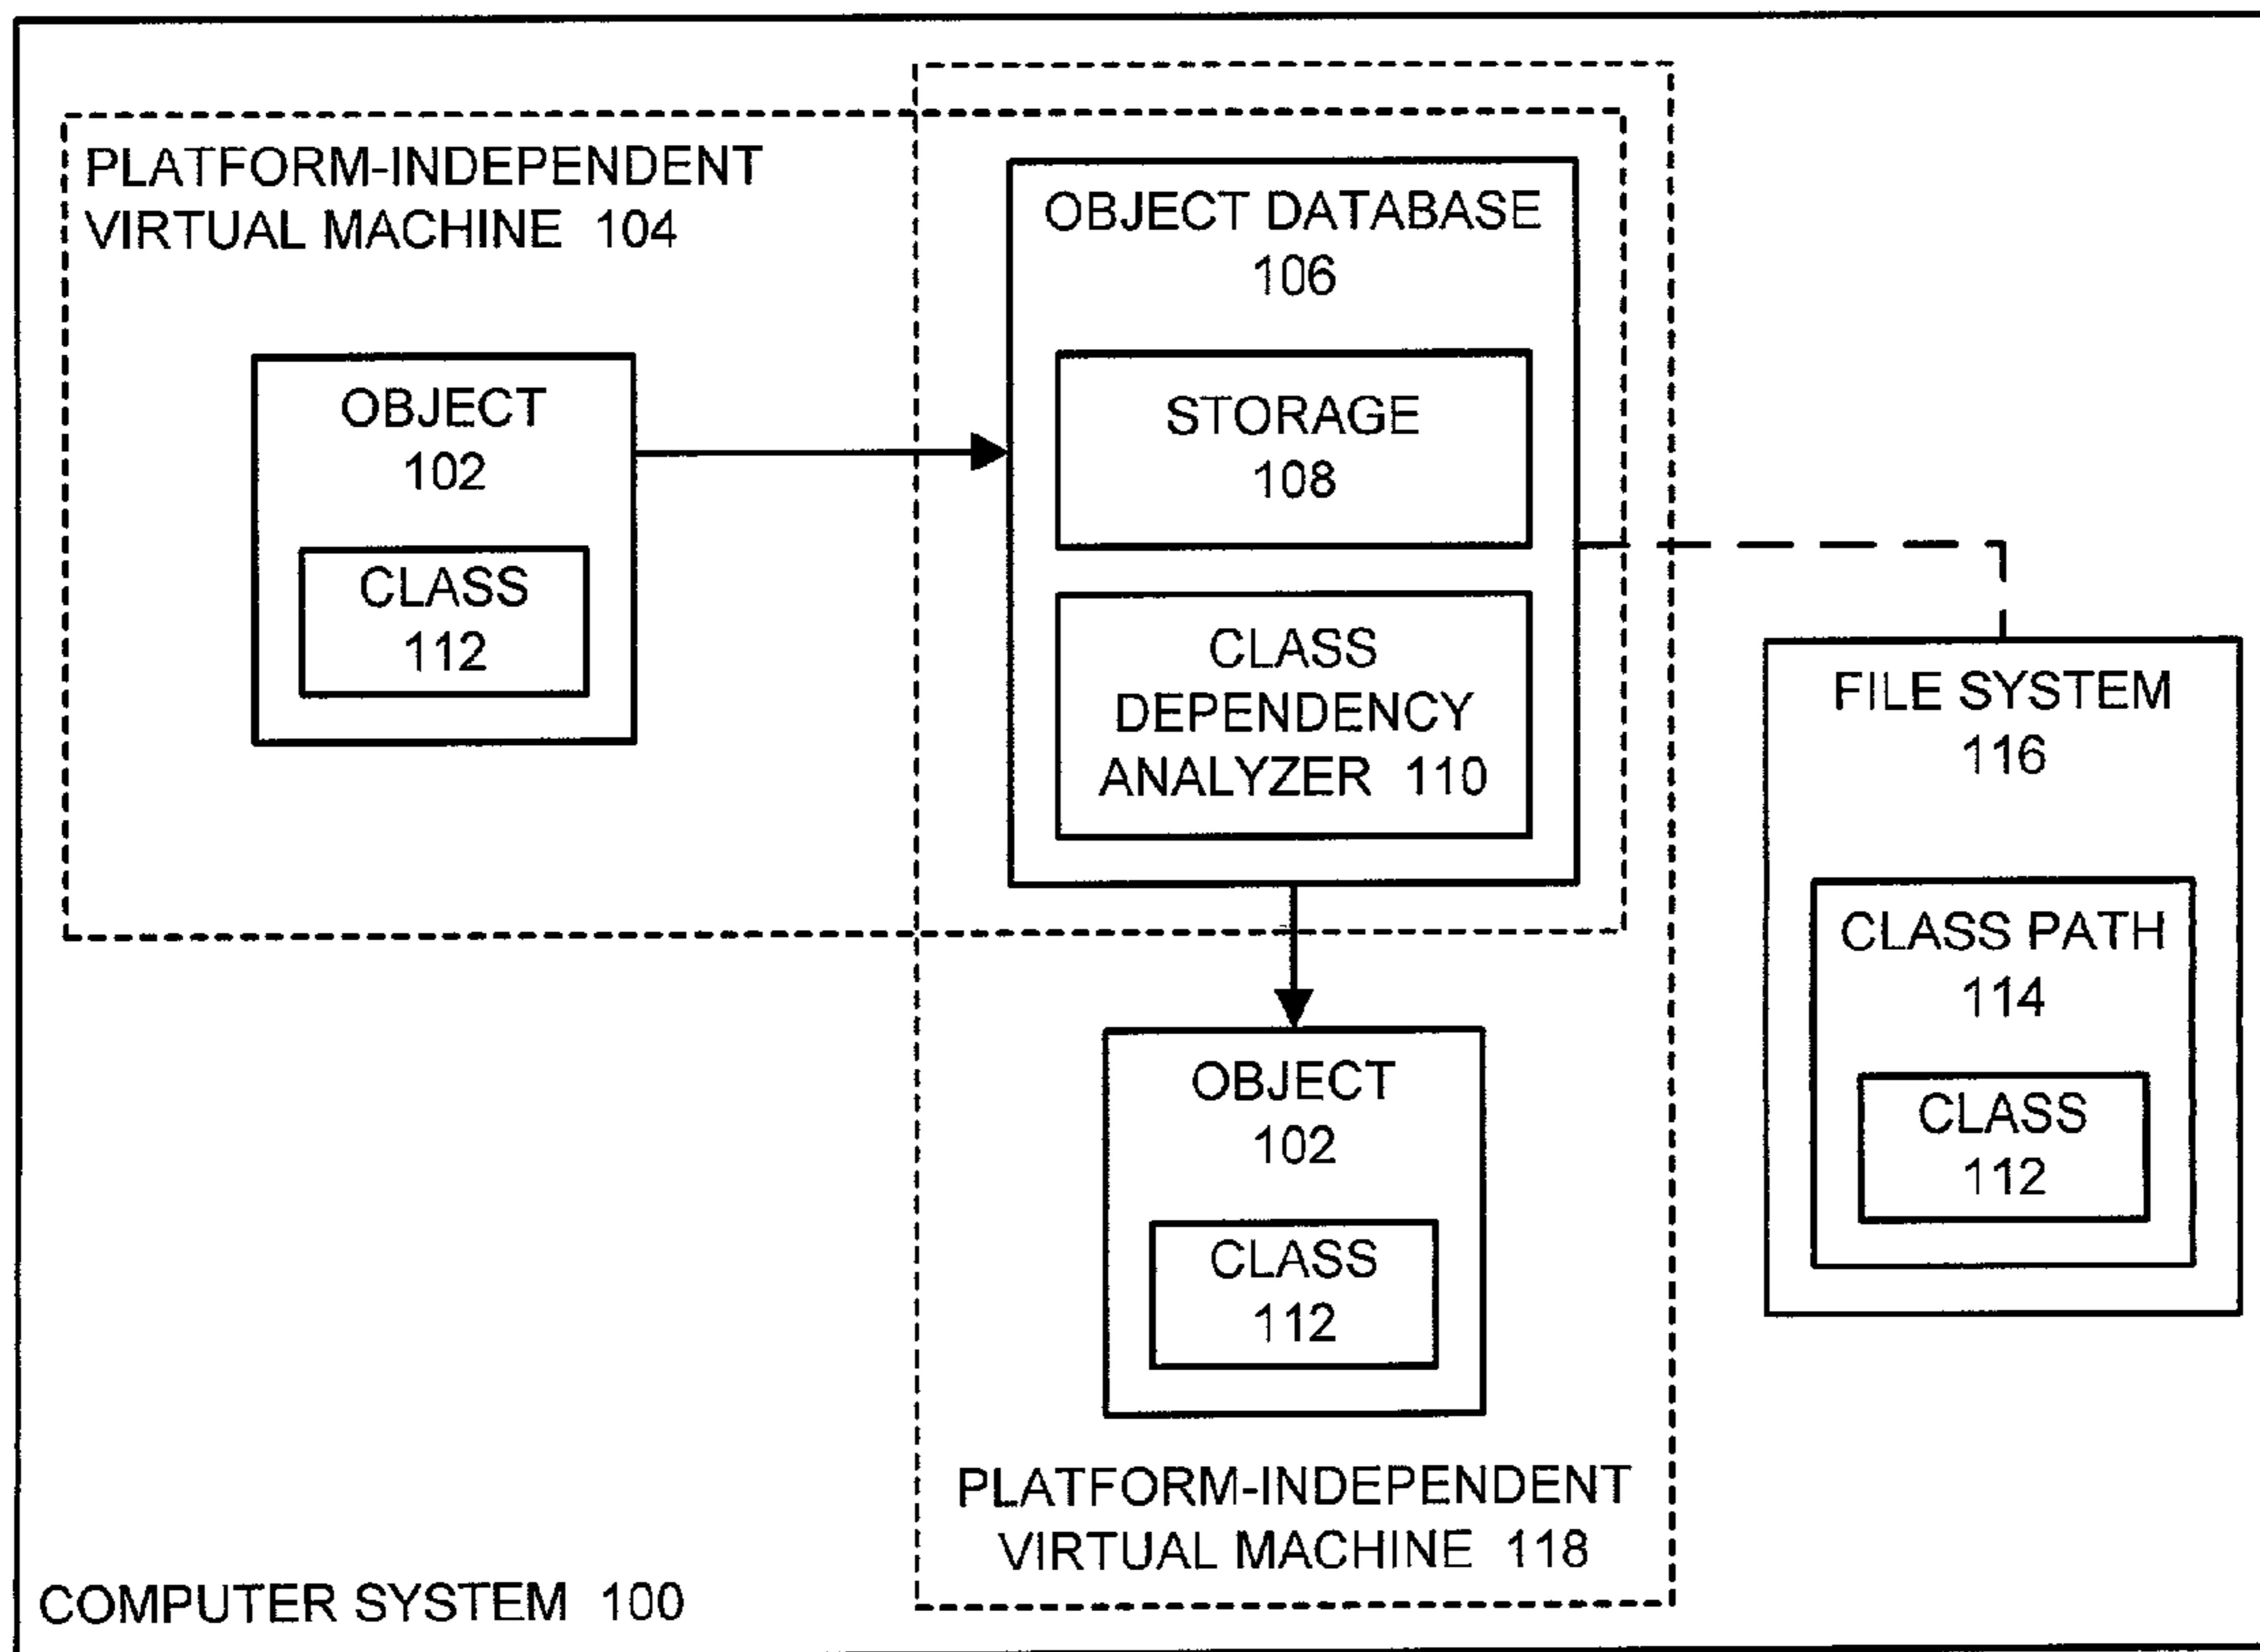 PLATFORM-INDEPENDENT
VIRTUAL MACHINE 104
OBJECT
102
CLASS
112
OBJECT DATABASE
106
STORAGE
108
CLASS
DEPENDENCY
ANALYZER 110
FILE SYSTEM
116
CLASS PATH
114
CLASS
112
OBJECT
102
CLASS
112
PLATFORM-INDEPENDENT
VIRTUAL MACHINE 118
COMPUTER SYSTEM 100